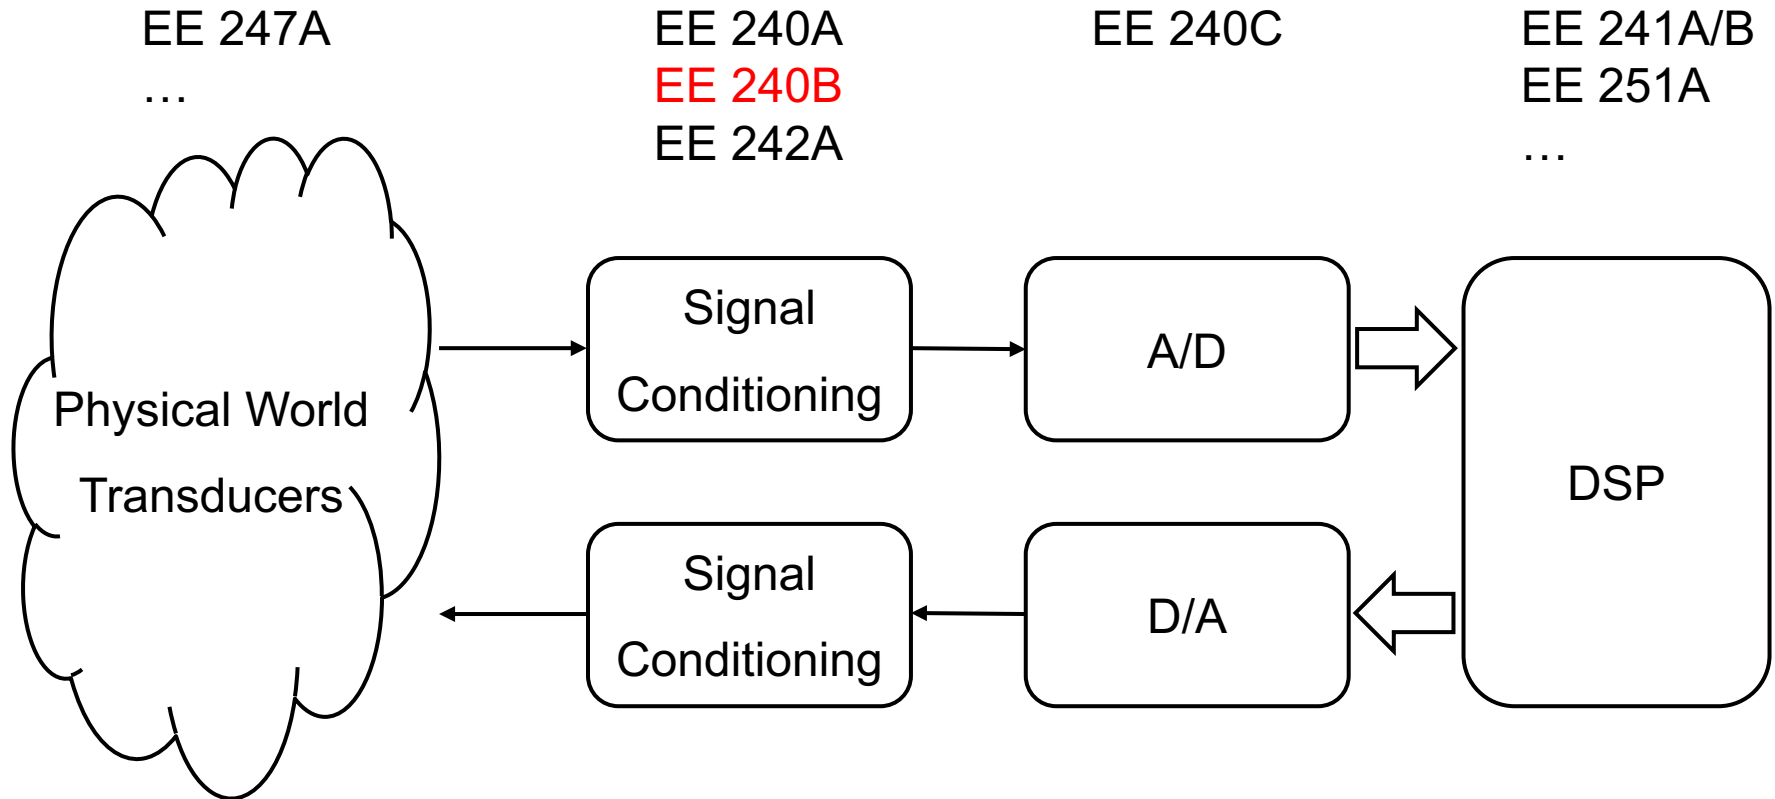 EE 247A
…
EE 240A
EE 240B
EE 242A
EE 240C
EE 241A/B
EE 251A
…
Physical World
Transducers
Signal
Conditioning
A/D
DSP
Signal
Conditioning
D/A